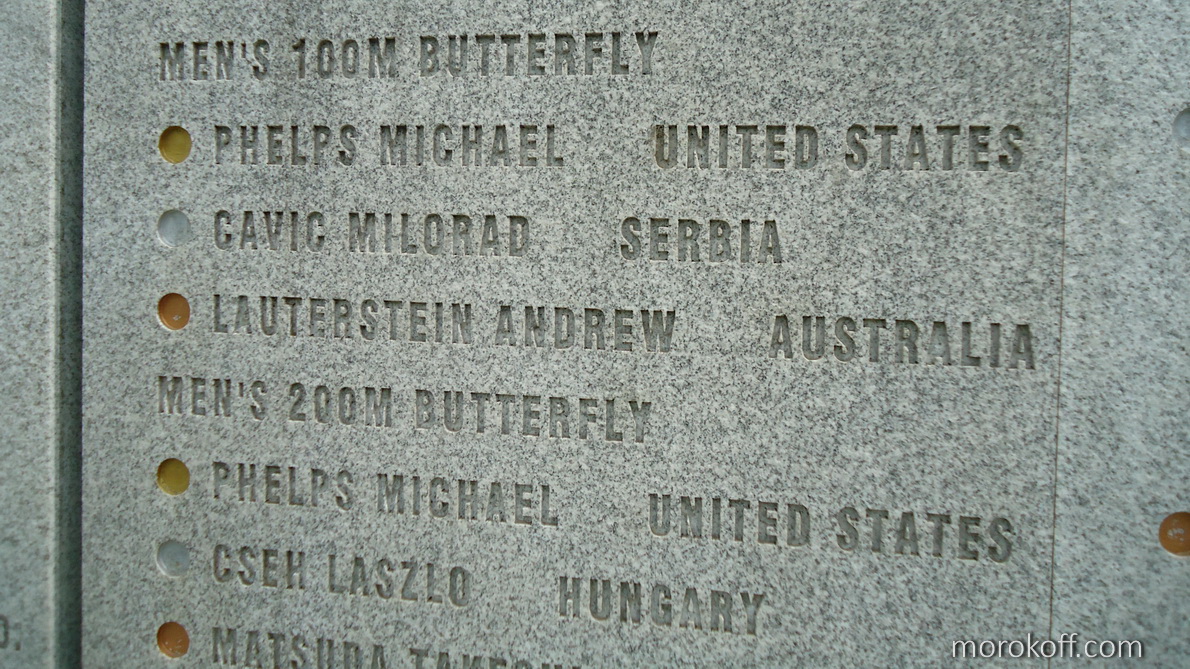 MEN'S 100M BUTTERFLY
PHELPS MICHAEL UNITED STATES
CAVIC MILORAD SERBIA
LAUTERSTEIN ANDREW AUSTRALIA
MEN'S 200M BUTTERFLY
PHELPS MICHAEL UNITED STATES
CSEH LASZLO HUNGARY
MATSUDA
morokoff.com